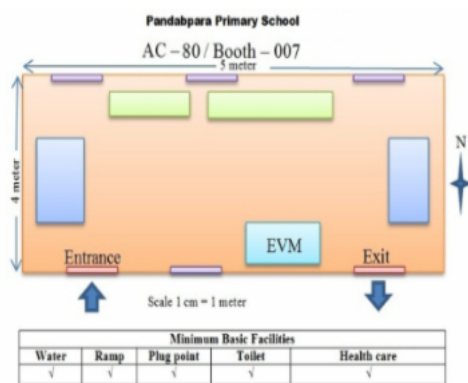 Pandabpara Primary School
AC – 80 / Booth – 007
5 meter
4 meter
N
EVM
Entrance
Exit
Scale 1 cm = 1 meter
Minimum Basic Facilities
Water Ramp Plug point Toilet Health care
√ √ √ √ √